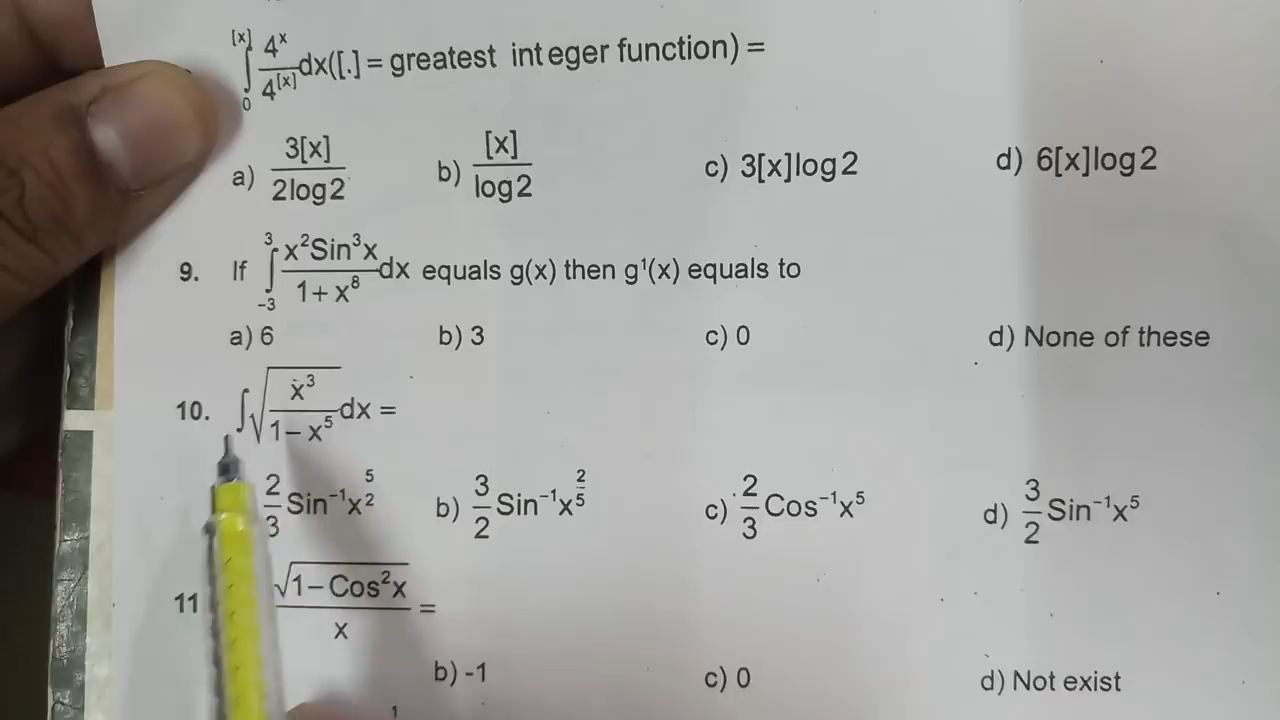 ∫₀^[x] 4ˣ/4^[x] dx([.] = greatest integer function) =
a) 3[x]/2log2 b) [x]/log2 c) 3[x]log2 d) 6[x]log2
9. If ∫₋₃³ x²Sin³x/1+x⁸ dx equals g(x) then g¹(x) equals to
a) 6 b) 3 c) 0 d) None of these
10. ∫√(x³/1−x⁵) dx =
2/3 Sin⁻¹x^5/2 b) 3/2 Sin⁻¹x^2/5 c) 2/3 Cos⁻¹x⁵ d) 3/2 Sin⁻¹x⁵
11 √1−Cos²x/x =
b) -1 c) 0 d) Not exist
1